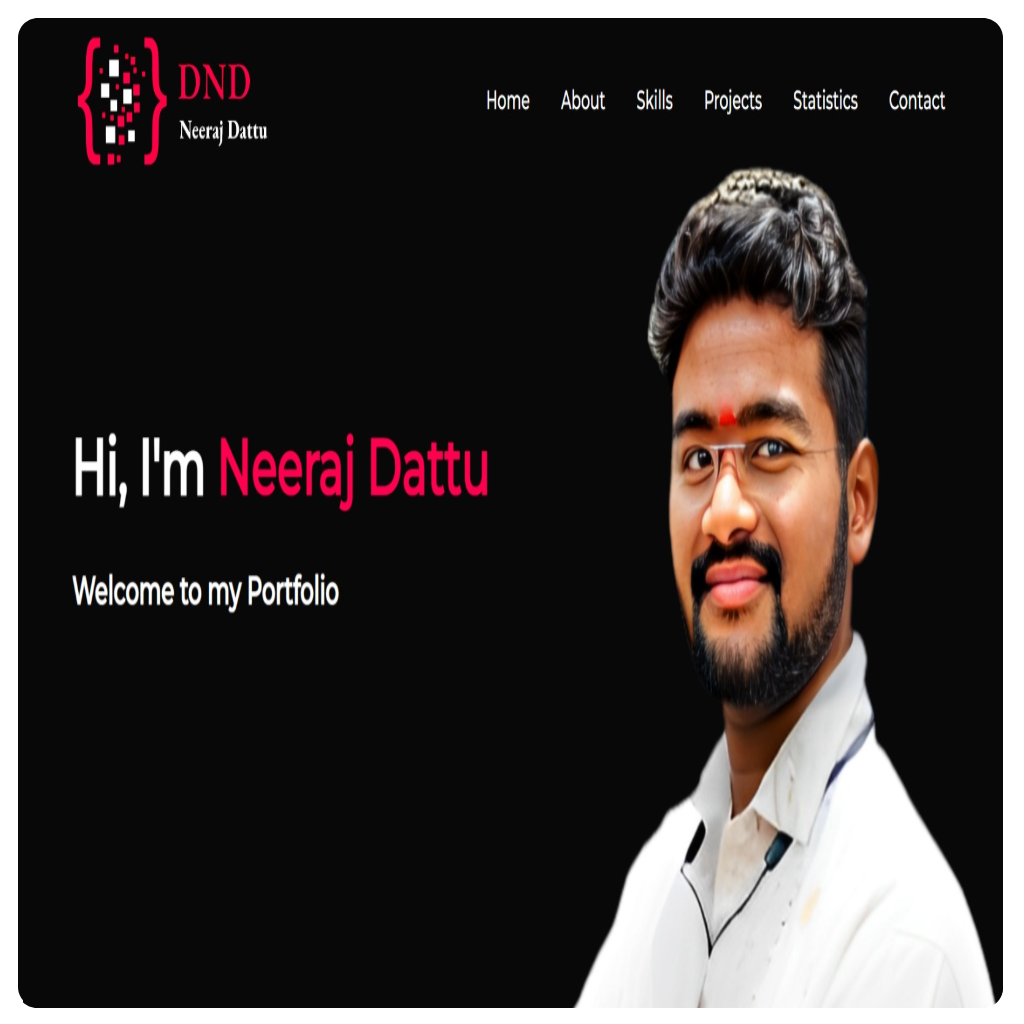 DND
Neeraj Dattu
Home About Skills Projects Statistics Contact
Hi, I'm Neeraj Dattu
Welcome to my Portfolio